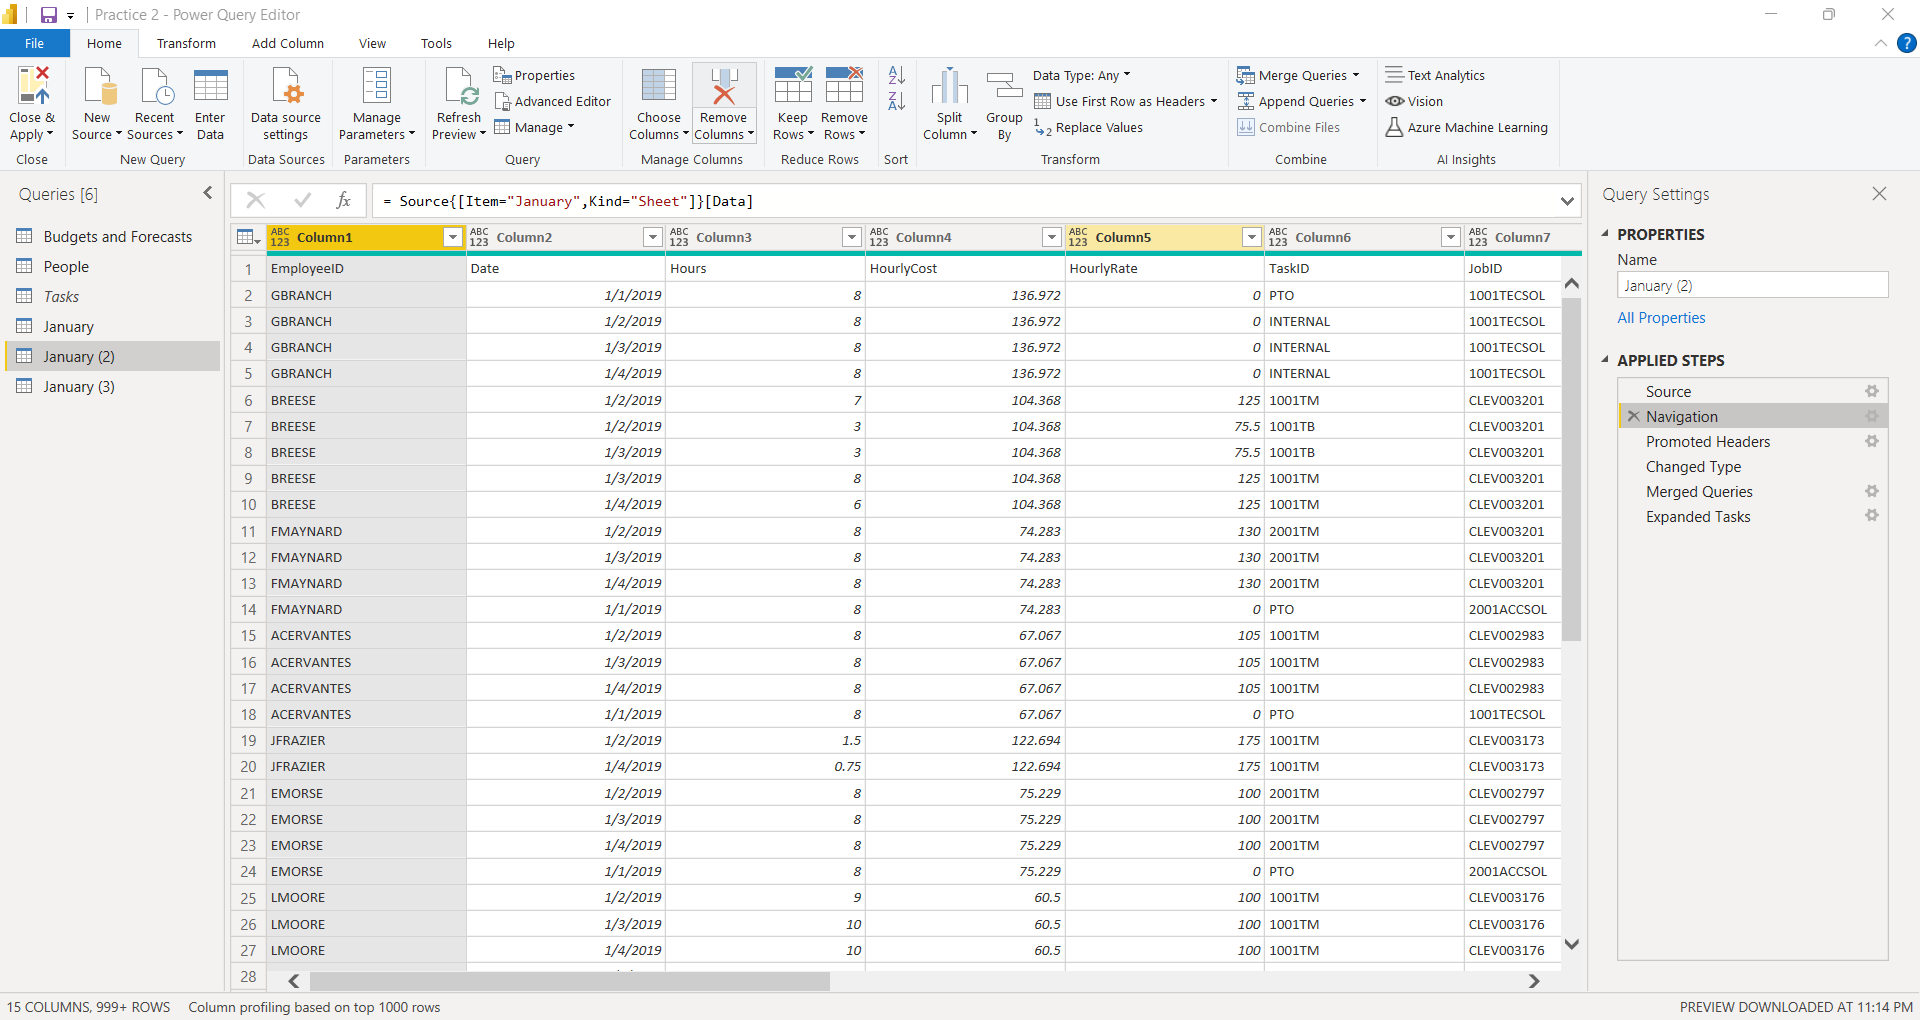 Practice 2 - Power Query Editor
File Home Transform Add Column View Tools Help
Close & Apply
New Source
Recent Sources
Enter Data
Data source settings
Manage Parameters
Refresh Preview
Properties
Advanced Editor
Manage
Choose Columns
Remove Columns
Keep Rows
Remove Rows
Split Column
Group By
Data Type: Any
Use First Row as Headers
Replace Values
Merge Queries
Append Queries
Combine Files
Text Analytics
Vision
Azure Machine Learning
Close New Query Data Sources Parameters Query Manage Columns Reduce Rows Sort Transform Combine AI Insights
Queries [6]
Budgets and Forecasts
People
Tasks
January
January (2)
January (3)
fx = Source{[Item="January",Kind="Sheet"]}[Data]
ABC 123 Column1 ABC 123 Column2 ABC 123 Column3 ABC 123 Column4 ABC 123 Column5 ABC 123 Column6 ABC 123 Column7
1 EmployeeID Date Hours HourlyCost HourlyRate TaskID JobID
2 GBRANCH 1/1/2019 8 136.972 0 PTO 1001TECSOL
3 GBRANCH 1/2/2019 8 136.972 0 INTERNAL 1001TECSOL
4 GBRANCH 1/3/2019 8 136.972 0 INTERNAL 1001TECSOL
5 GBRANCH 1/4/2019 8 136.972 0 INTERNAL 1001TECSOL
6 BREESE 1/2/2019 7 104.368 125 1001TM CLEV003201
7 BREESE 1/2/2019 3 104.368 75.5 1001TB CLEV003201
8 BREESE 1/3/2019 3 104.368 75.5 1001TB CLEV003201
9 BREESE 1/3/2019 8 104.368 125 1001TM CLEV003201
10 BREESE 1/4/2019 6 104.368 125 1001TM CLEV003201
11 FMAYNARD 1/2/2019 8 74.283 130 2001TM CLEV003201
12 FMAYNARD 1/3/2019 8 74.283 130 2001TM CLEV003201
13 FMAYNARD 1/4/2019 8 74.283 130 2001TM CLEV003201
14 FMAYNARD 1/1/2019 8 74.283 0 PTO 2001ACCSOL
15 ACERVANTES 1/2/2019 8 67.067 105 1001TM CLEV002983
16 ACERVANTES 1/3/2019 8 67.067 105 1001TM CLEV002983
17 ACERVANTES 1/4/2019 8 67.067 105 1001TM CLEV002983
18 ACERVANTES 1/1/2019 8 67.067 0 PTO 1001TECSOL
19 JFRAZIER 1/2/2019 1.5 122.694 175 1001TM CLEV003173
20 JFRAZIER 1/4/2019 0.75 122.694 175 1001TM CLEV003173
21 EMORSE 1/2/2019 8 75.229 100 2001TM CLEV002797
22 EMORSE 1/3/2019 8 75.229 100 2001TM CLEV002797
23 EMORSE 1/4/2019 8 75.229 100 2001TM CLEV002797
24 EMORSE 1/1/2019 8 75.229 0 PTO 2001ACCSOL
25 LMOORE 1/2/2019 9 60.5 100 1001TM CLEV003176
26 LMOORE 1/3/2019 10 60.5 100 1001TM CLEV003176
27 LMOORE 1/4/2019 10 60.5 100 1001TM CLEV003176
28
Query Settings
PROPERTIES
Name
January (2)
All Properties
APPLIED STEPS
Source
Navigation
Promoted Headers
Changed Type
Merged Queries
Expanded Tasks
15 COLUMNS, 999+ ROWS Column profiling based on top 1000 rows PREVIEW DOWNLOADED AT 11:14 PM